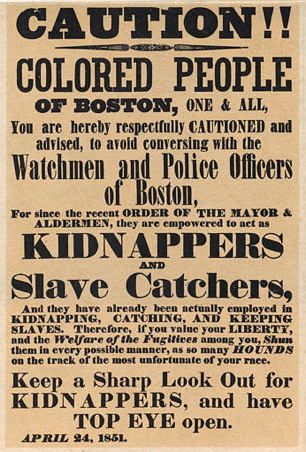 CAUTION!!
COLORED PEOPLE
OF BOSTON, ONE & ALL,
You are hereby respectfully CAUTIONED and
advised, to avoid conversing with the
Watchmen and Police Officers
of Boston,
For since the recent ORDER OF THE MAYOR &
ALDERMEN, they are empowered to act as
KIDNAPPERS
AND
Slave Catchers,
And they have already been actually employed in
KIDNAPPING, CATCHING, AND KEEPING
SLAVES. Therefore, if you value your LIBERTY,
and the Welfare of the Fugitives among you, Shun
them in every possible manner, as so many HOUNDS
on the track of the most unfortunate of your race.
Keep a Sharp Look Out for
KIDNAPPERS, and have
TOP EYE open.
APRIL 24, 1851.